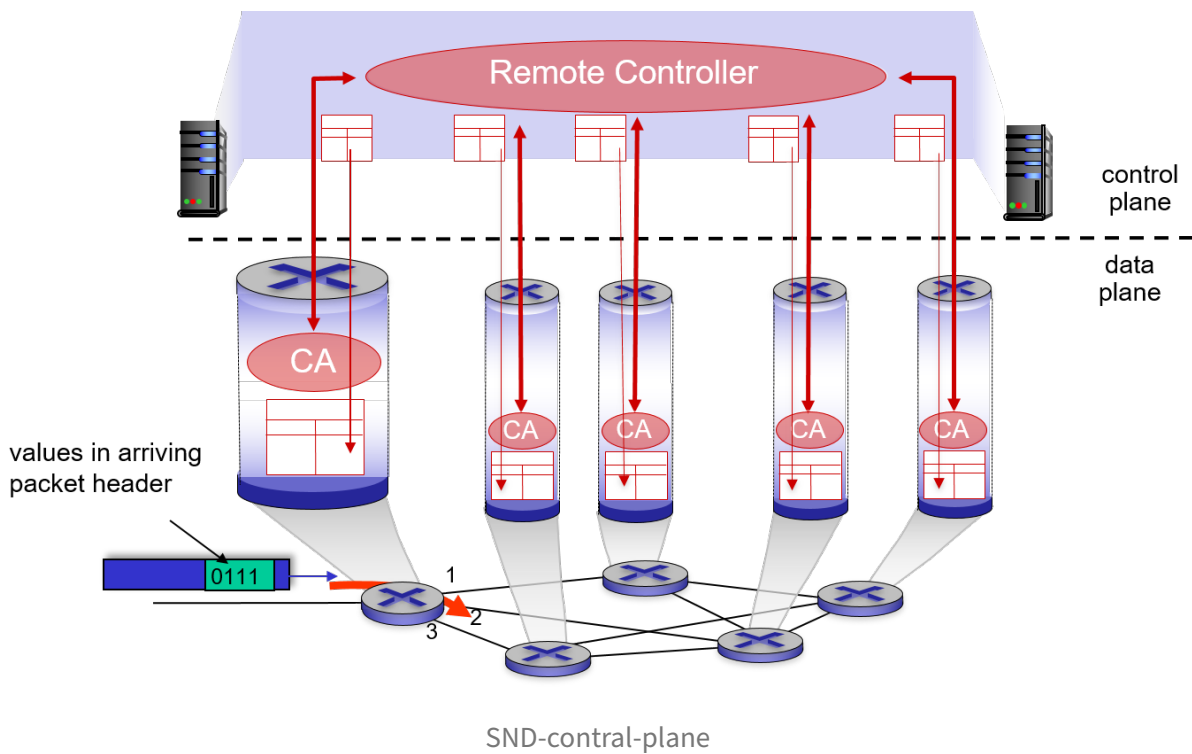 Remote Controller
control
plane
data
plane
CA
CA
CA
CA
CA
values in arriving
packet header
0111
1
2
3
SND-contral-plane